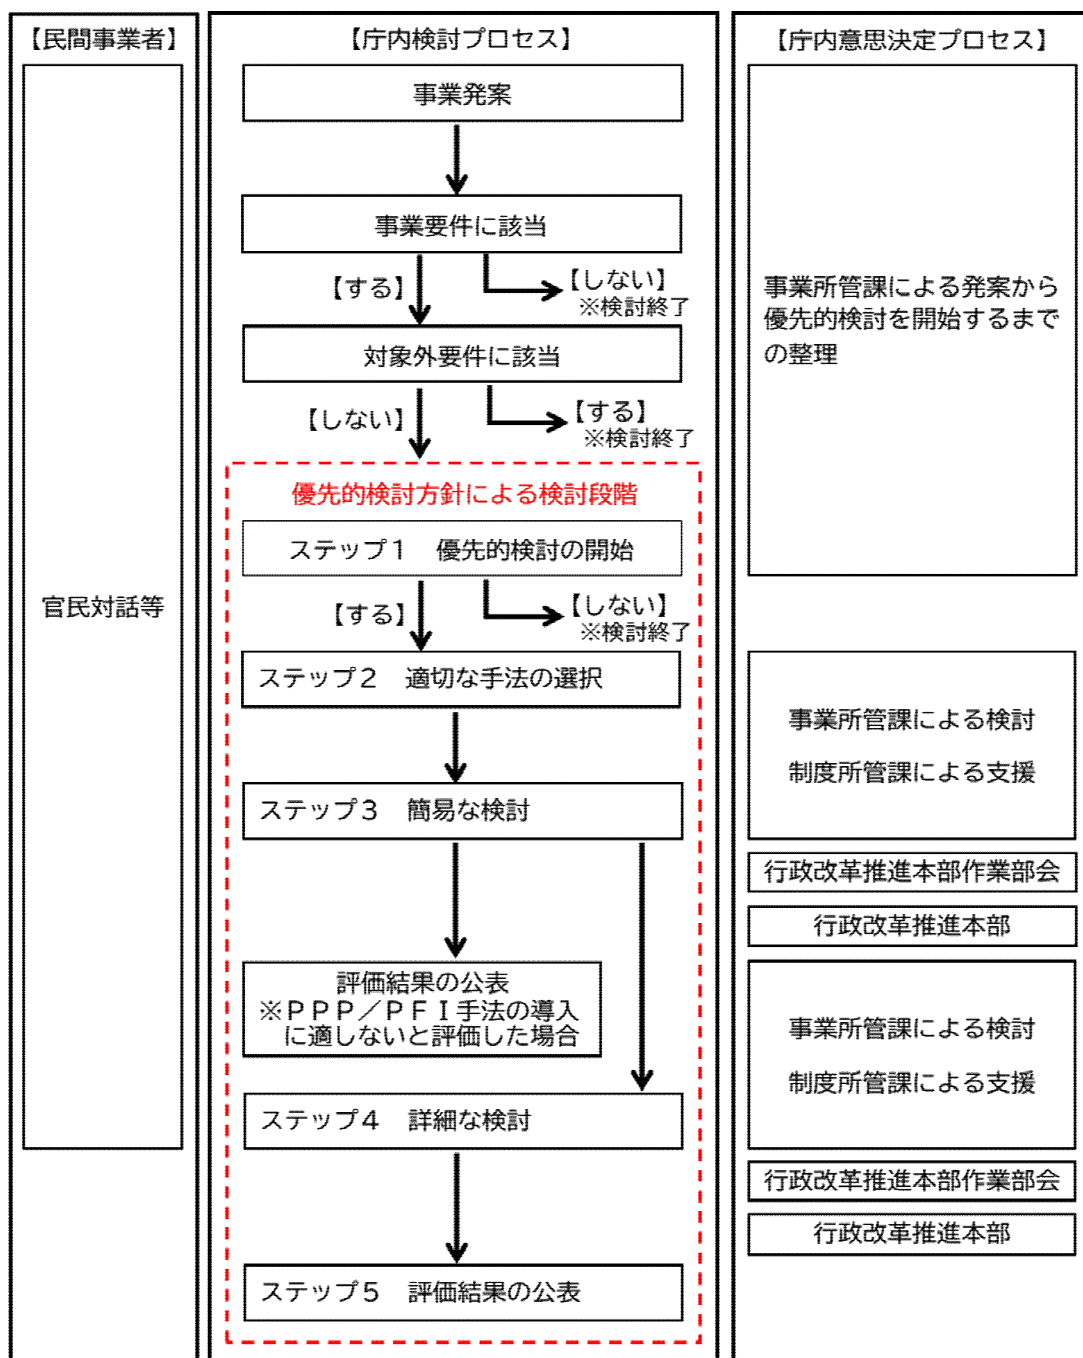 【民間事業者】
官民対話等
【庁内検討プロセス】
事業発案
事業要件に該当
【する】
【しない】
※検討終了
対象外要件に該当
【しない】
【する】
※検討終了
優先的検討方針による検討段階
ステップ１　優先的検討の開始
【する】
【しない】
※検討終了
ステップ２　適切な手法の選択
ステップ３　簡易な検討
評価結果の公表
※ＰＰＰ／ＰＦＩ手法の導入
に適しないと評価した場合
ステップ４　詳細な検討
ステップ５　評価結果の公表
【庁内意思決定プロセス】
事業所管課による発案から
優先的検討を開始するまで
の整理
事業所管課による検討
制度所管課による支援
行政改革推進本部作業部会
行政改革推進本部
事業所管課による検討
制度所管課による支援
行政改革推進本部作業部会
行政改革推進本部